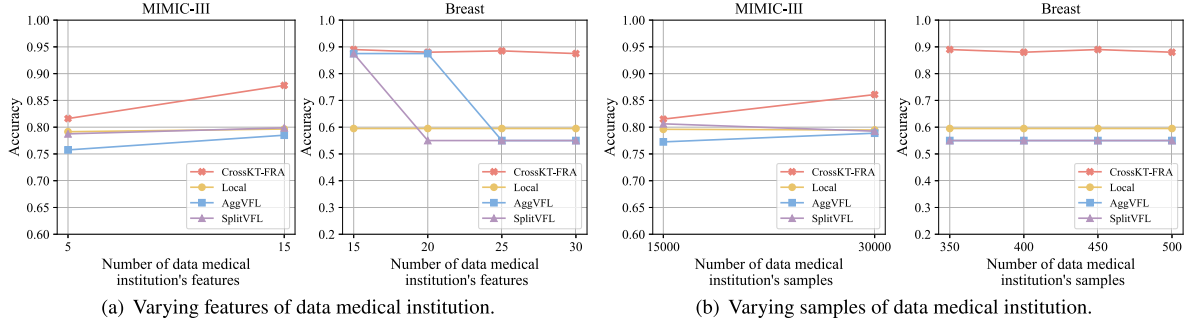 MIMIC-III
Accuracy
1.00
0.95
0.90
0.85
0.80
0.75
0.70
0.65
0.60
CrossKT-FRA
Local
AggVFL
SplitVFL
5
15
Number of data medical
institution's features
Breast
Accuracy
1.0
0.9
0.8
0.7
0.6
0.5
0.4
0.3
0.2
CrossKT-FRA
Local
AggVFL
SplitVFL
15
20
25
30
Number of data medical
institution's features
(a) Varying features of data medical institution.
MIMIC-III
Accuracy
1.00
0.95
0.90
0.85
0.80
0.75
0.70
0.65
0.60
CrossKT-FRA
Local
AggVFL
SplitVFL
15000
30000
Number of data medical
institution's samples
Breast
Accuracy
1.0
0.9
0.8
0.7
0.6
0.5
0.4
0.3
0.2
CrossKT-FRA
Local
AggVFL
SplitVFL
350
400
450
500
Number of data medical
institution's samples
(b) Varying samples of data medical institution.